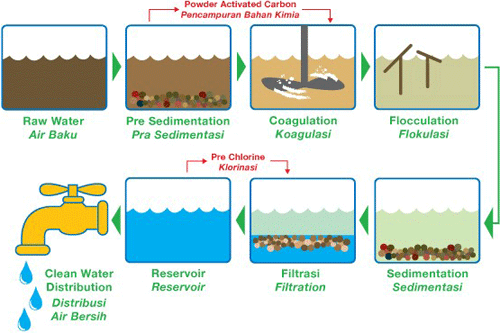 Powder Activated Carbon
Pencampuran Bahan Kimia
Raw Water
Air Baku
Pre Sedimentation
Pra Sedimentasi
Coagulation
Koagulasi
Flocculation
Flokulasi
Pre Chlorine
Klorinasi
Clean Water
Distribution
Distribusi
Air Bersih
Reservoir
Reservoir
Filtrasi
Filtration
Sedimentation
Sedimentasi